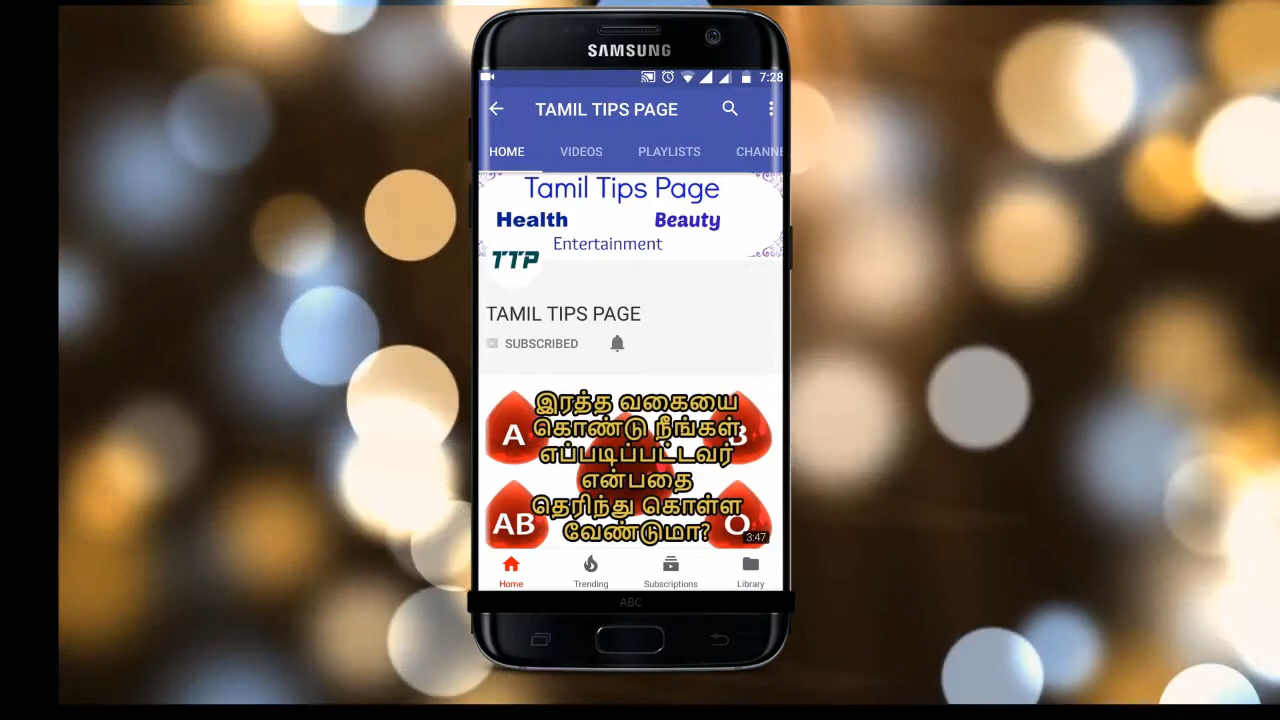 SAMSUNG
7:28
TAMIL TIPS PAGE
HOME VIDEOS PLAYLISTS CHANNE
Tamil Tips Page
Health Beauty
Entertainment
TTP
TAMIL TIPS PAGE
SUBSCRIBED
இரத்த வகையை
கொண்டு நீங்கள்
எப்படிப்பட்டவர்
என்பதை
தெரிந்து கொள்ள
வேண்டுமா?
A B
AB O
3:47
Home Trending Subscriptions Library
ABC